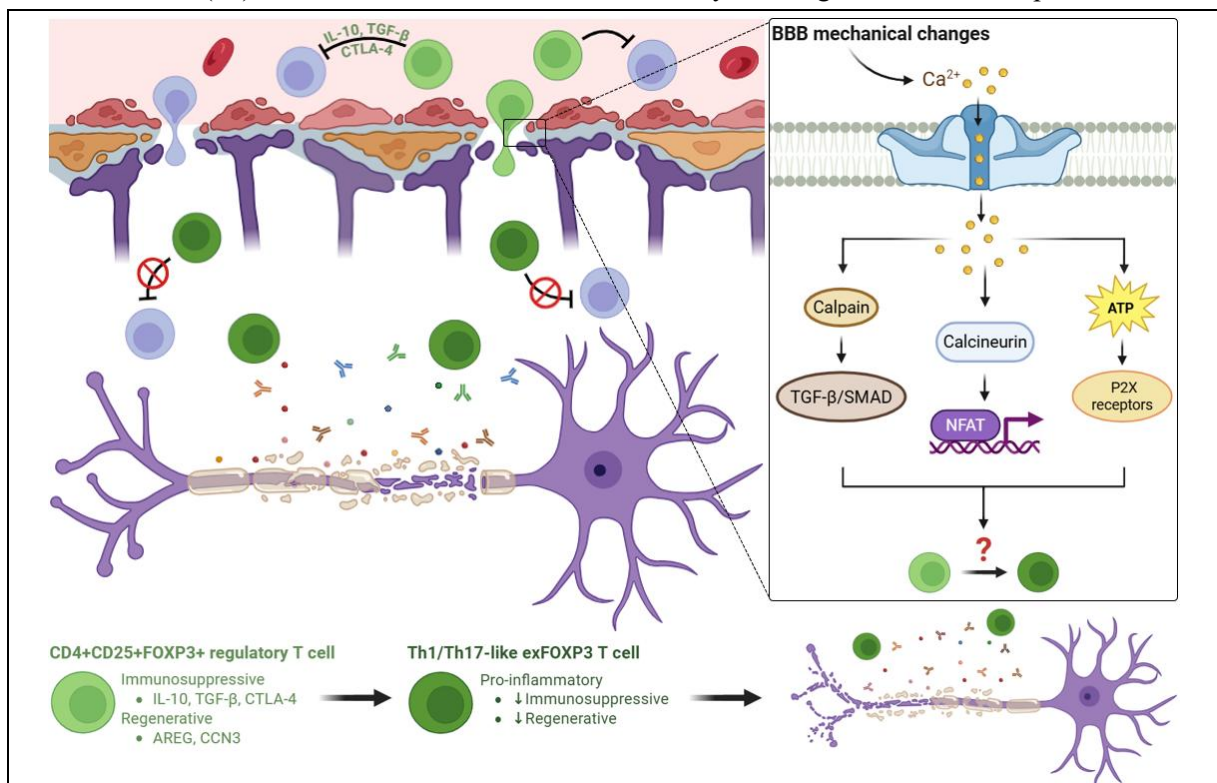 IL-10, TGF-β
CTLA-4
BBB mechanical changes
Ca²⁺
Calpain
Calcineurin
ATP
TGF-β/SMAD
NFAT
P2X
receptors
?
CD4+CD25+FOXP3+ regulatory T cell
Immunosuppressive
• IL-10, TGF-β, CTLA-4
Regenerative
• AREG, CCN3
Th1/Th17-like exFOXP3 T cell
Pro-inflammatory
• ↓Immunosuppressive
• ↓Regenerative